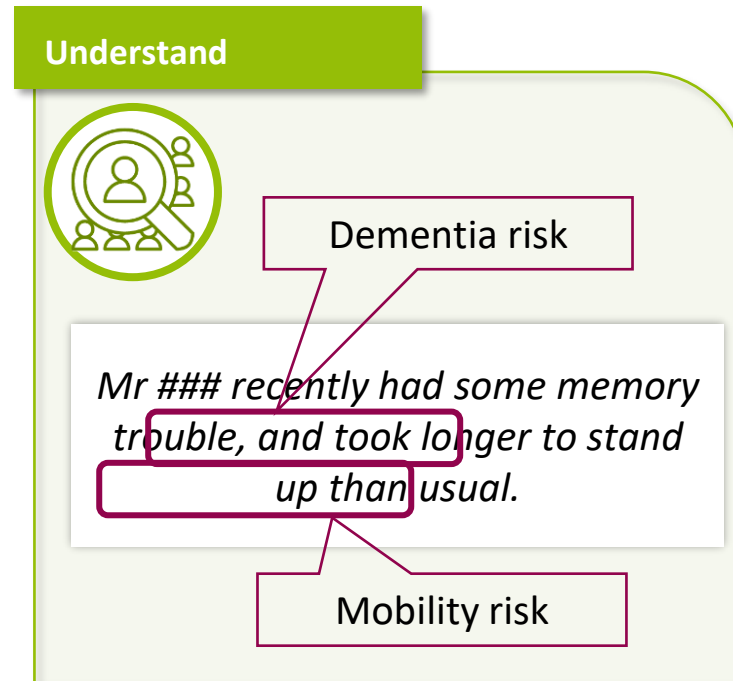 Understand
Dementia risk
Mr ### recently had some memory
trouble, and took longer to stand
up than usual.
Mobility risk